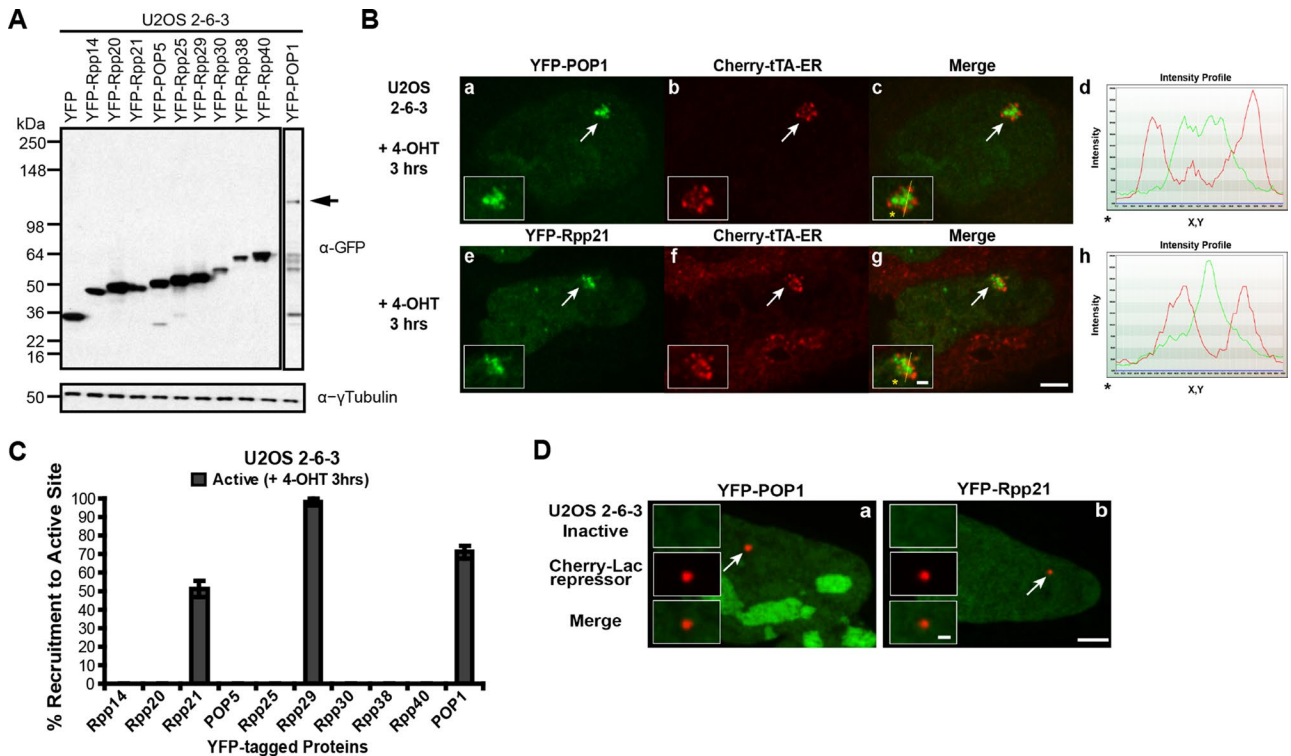 A
U2OS 2-6-3
YFP
YFP-Rpp14
YFP-Rpp20
YFP-Rpp21
YFP-POP5
YFP-Rpp25
YFP-Rpp29
YFP-Rpp30
YFP-Rpp38
YFP-Rpp40
YFP-POP1
kDa
250
148
98
64
50
36
22
16
α-GFP
50
α-γTubulin
B
YFP-POP1
Cherry-tTA-ER
Merge
U2OS
2-6-3
+ 4-OHT
3 hrs
a
b
c
*
d
Intensity Profile
Intensity
*
X,Y
YFP-Rpp21
Cherry-tTA-ER
Merge
+ 4-OHT
3 hrs
e
f
g
*
h
Intensity Profile
Intensity
*
X,Y
C
U2OS 2-6-3
Active (+ 4-OHT 3hrs)
% Recruitment to Active Site
100
90
80
70
60
50
40
30
20
10
0
Rpp14
Rpp20
Rpp21
POP5
Rpp25
Rpp29
Rpp30
Rpp38
Rpp40
POP1
YFP-tagged Proteins
D
YFP-POP1
YFP-Rpp21
U2OS 2-6-3
Inactive
Cherry-Lac
repressor
Merge
a
b